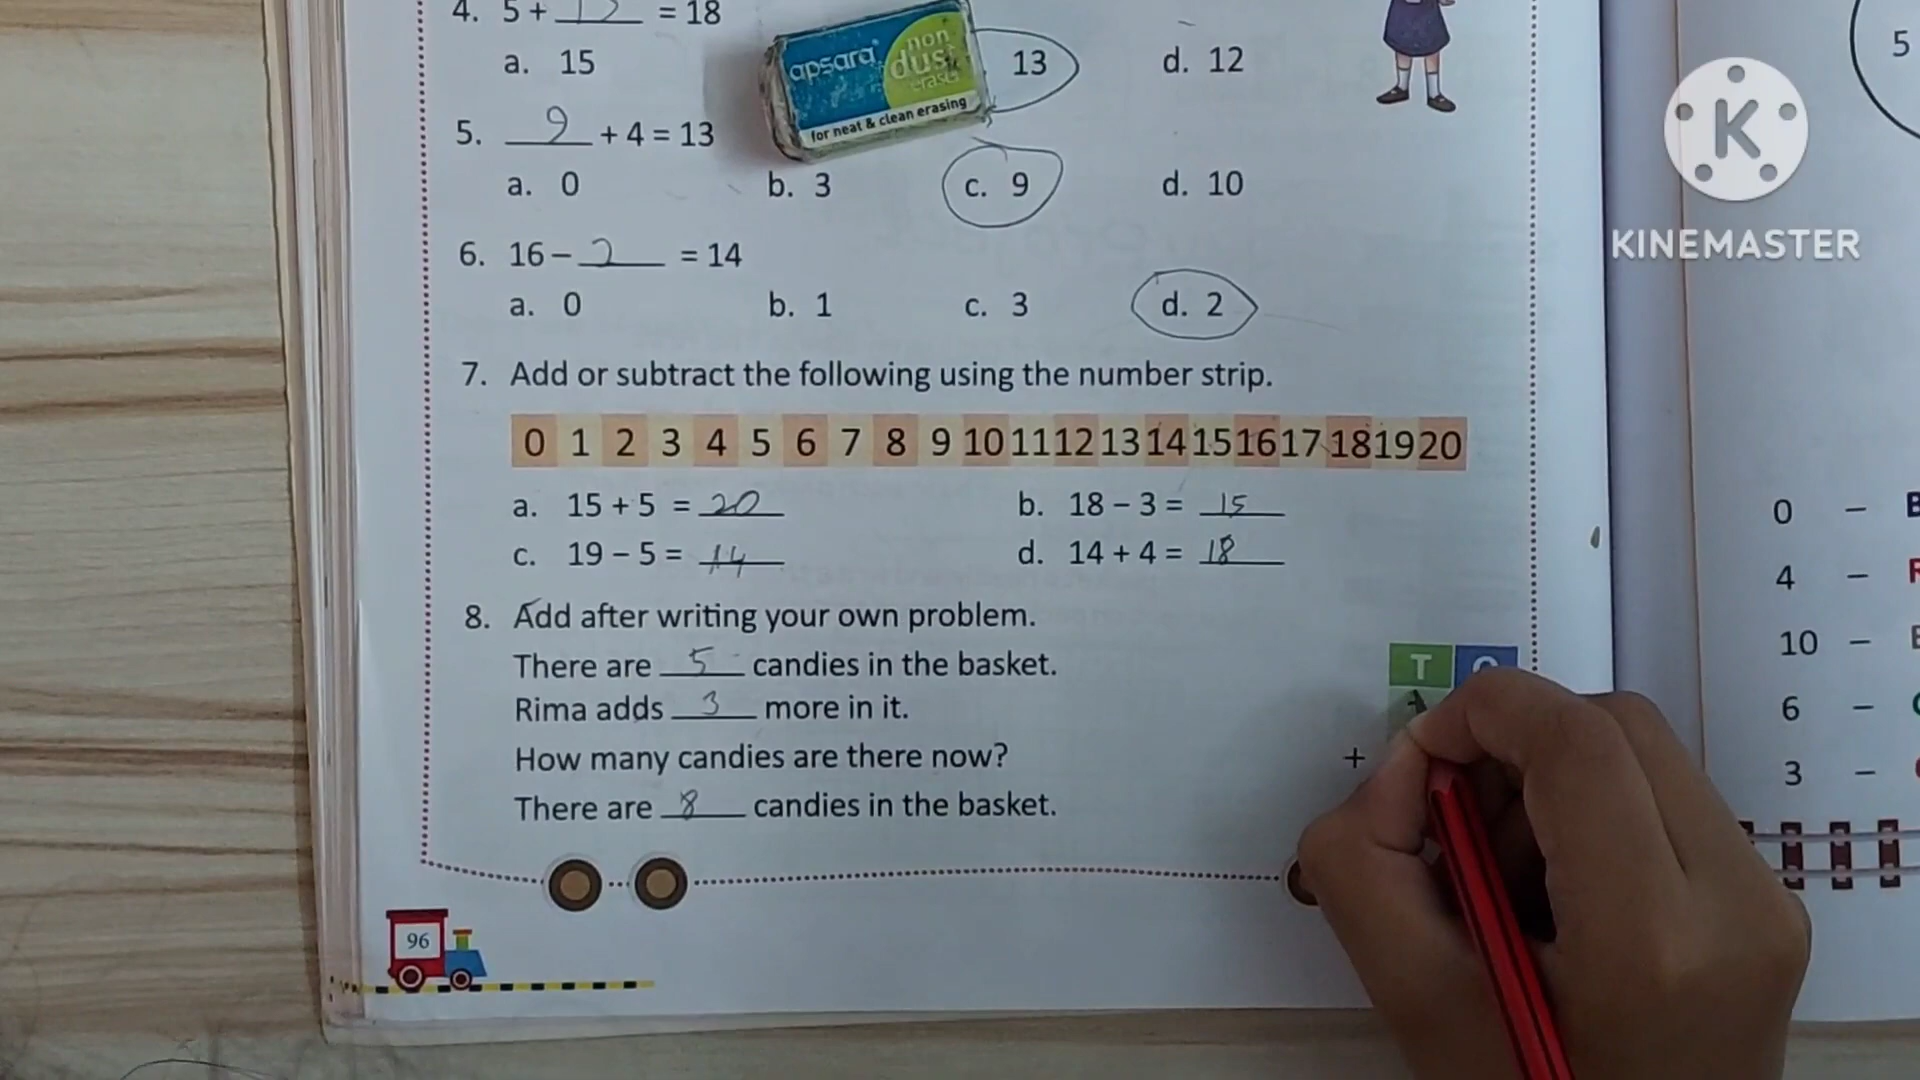 4. 5 + 13 = 18
a. 15 13 d. 12
apsara non dust eraser
for neat & clean erasing
5. 9 + 4 = 13
a. 0 b. 3 c. 9 d. 10
6. 16 – 2 = 14
a. 0 b. 1 c. 3 d. 2
7. Add or subtract the following using the number strip.
0 1 2 3 4 5 6 7 8 9 10 11 12 13 14 15 16 17 18 19 20
a. 15 + 5 = 20 b. 18 – 3 = 15
c. 19 – 5 = 14 d. 14 + 4 = 18
8. Add after writing your own problem.
There are 5 candies in the basket.
Rima adds 3 more in it.
How many candies are there now?
There are 8 candies in the basket.
T
+
96
5
0 –
4 –
10 –
6 –
3 –
K
KINEMASTER